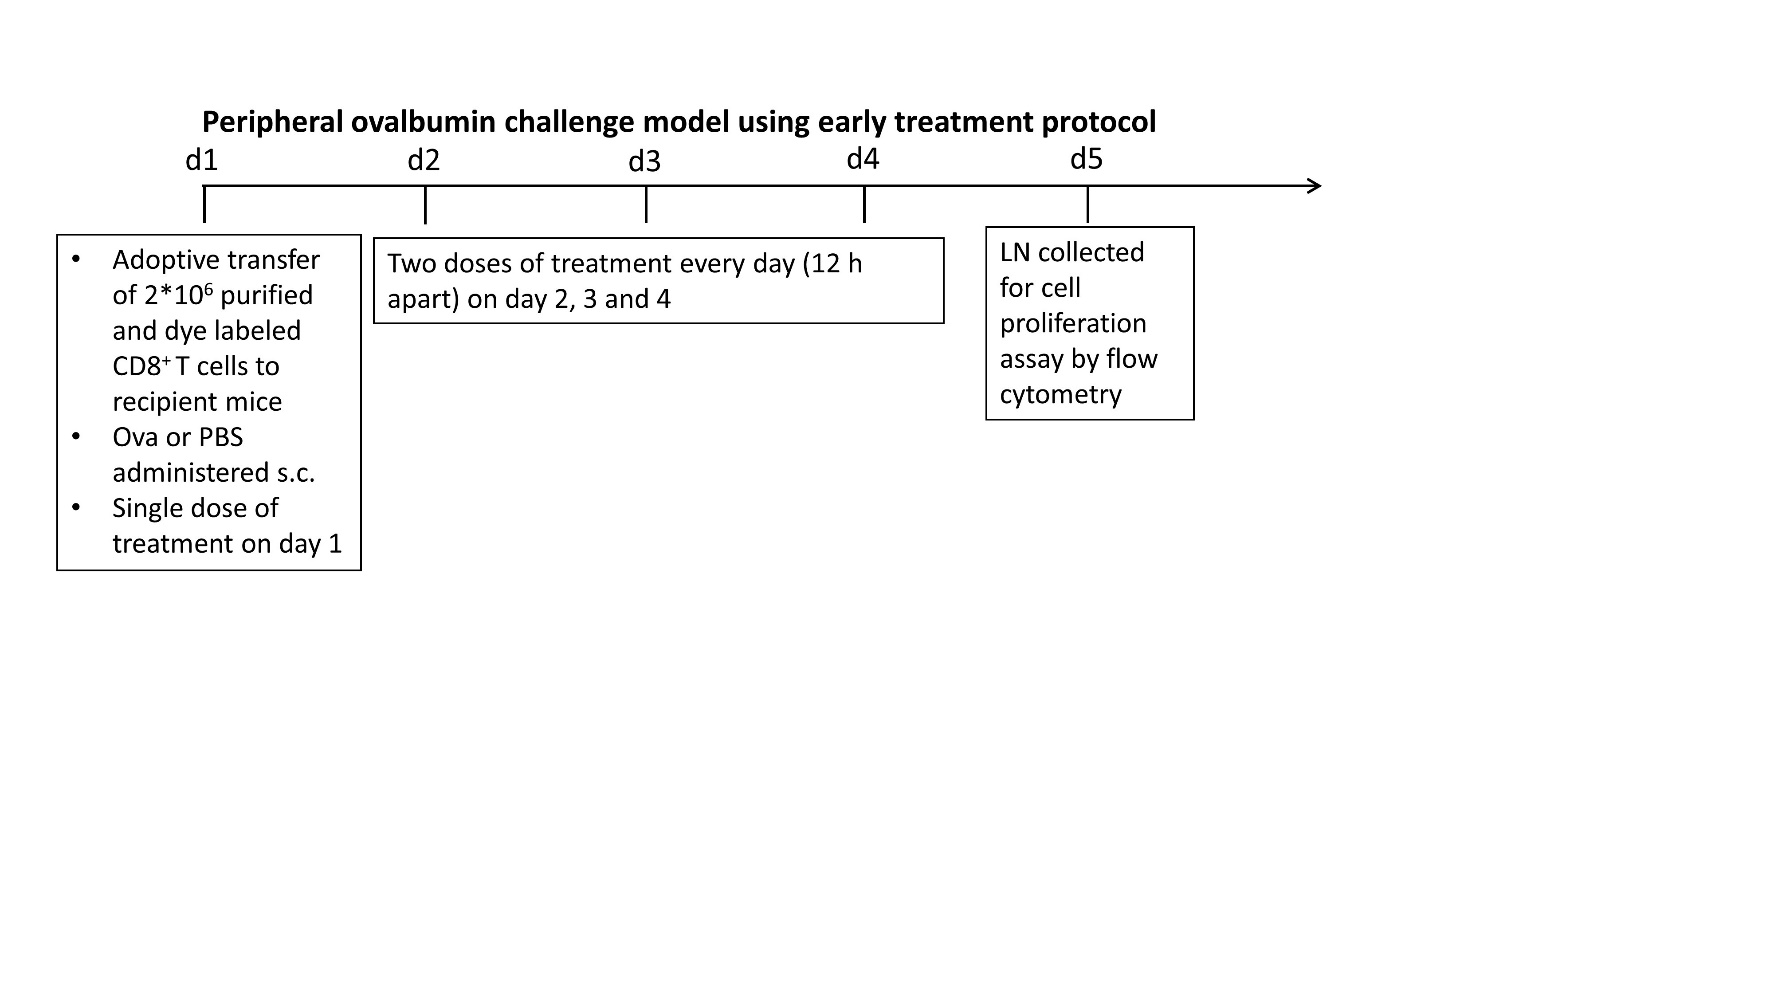 Peripheral ovalbumin challenge model using early treatment protocol
d1 d2 d3 d4 d5
• Adoptive transfer
of 2*10⁶ purified
and dye labeled
CD8⁺ T cells to
recipient mice
• Ova or PBS
administered s.c.
• Single dose of
treatment on day 1
Two doses of treatment every day (12 h
apart) on day 2, 3 and 4
LN collected
for cell
proliferation
assay by flow
cytometry